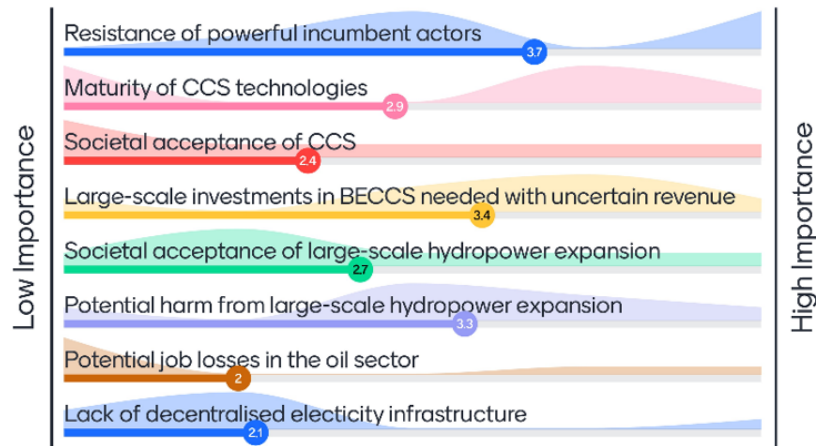 Resistance of powerful incumbent actors
3.7
Maturity of CCS technologies
2.9
Societal acceptance of CCS
2.4
Large-scale investments in BECCS needed with uncertain revenue
3.4
Societal acceptance of large-scale hydropower expansion
2.7
Potential harm from large-scale hydropower expansion
3.3
Potential job losses in the oil sector
2
Lack of decentralised electicity infrastructure
2.1
Low Importance
High Importance